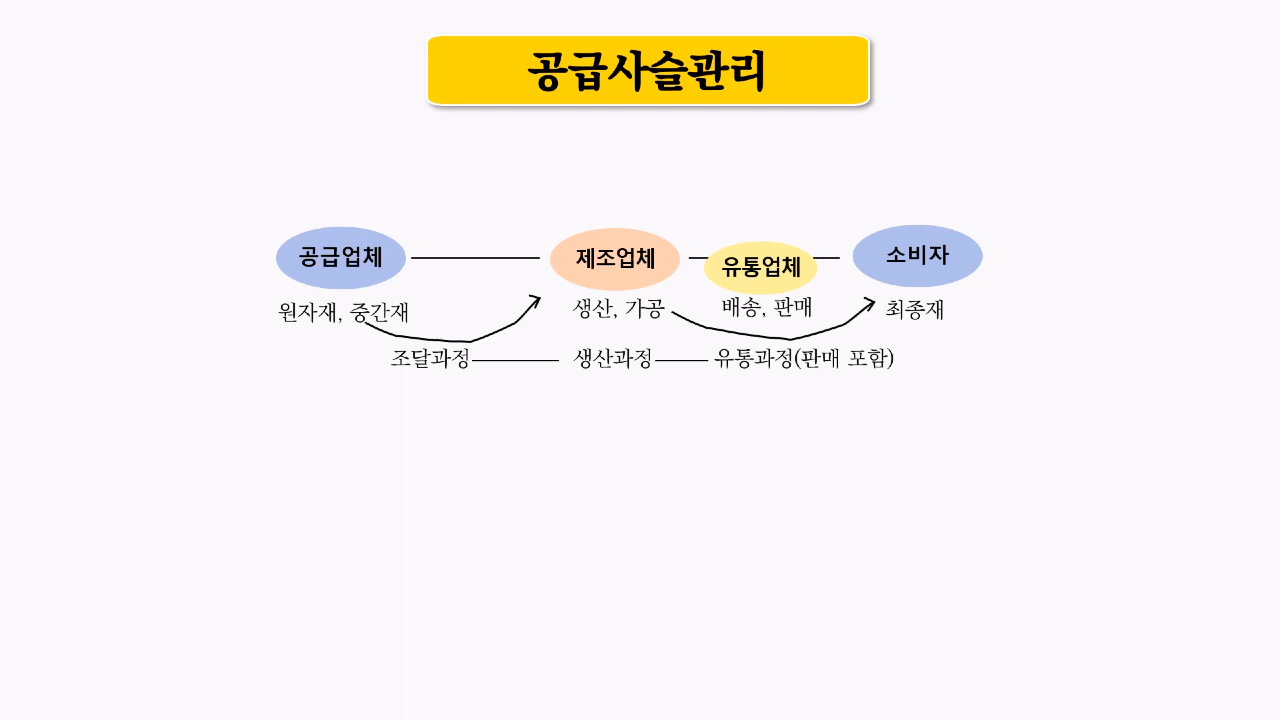 공급사슬관리
공급업체 제조업체 유통업체 소비자
원자재, 중간재 생산, 가공 배송, 판매 최종재
조달과정 생산과정 유통과정(판매 포함)